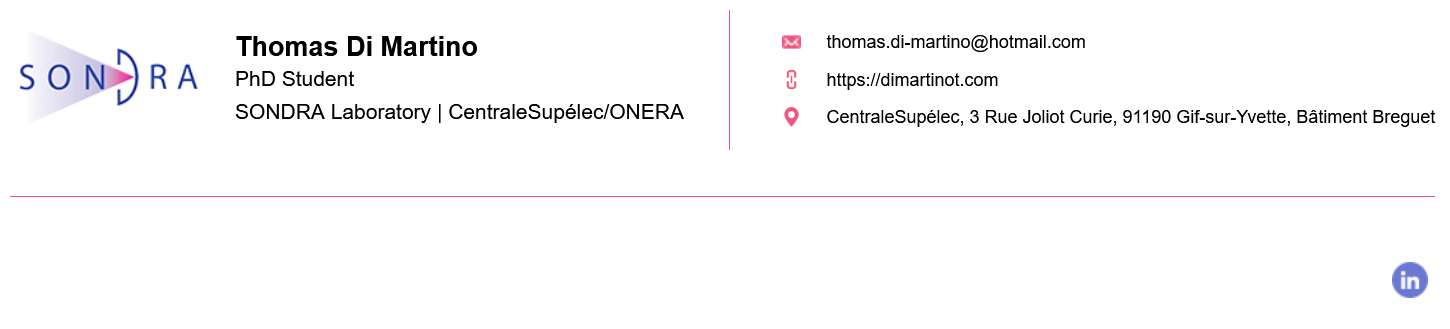 SONDRA
Thomas Di Martino
PhD Student
SONDRA Laboratory | CentraleSupélec/ONERA
thomas.di-martino@hotmail.com
https://dimartinot.com
CentraleSupélec, 3 Rue Joliot Curie, 91190 Gif-sur-Yvette, Bâtiment Breguet
in